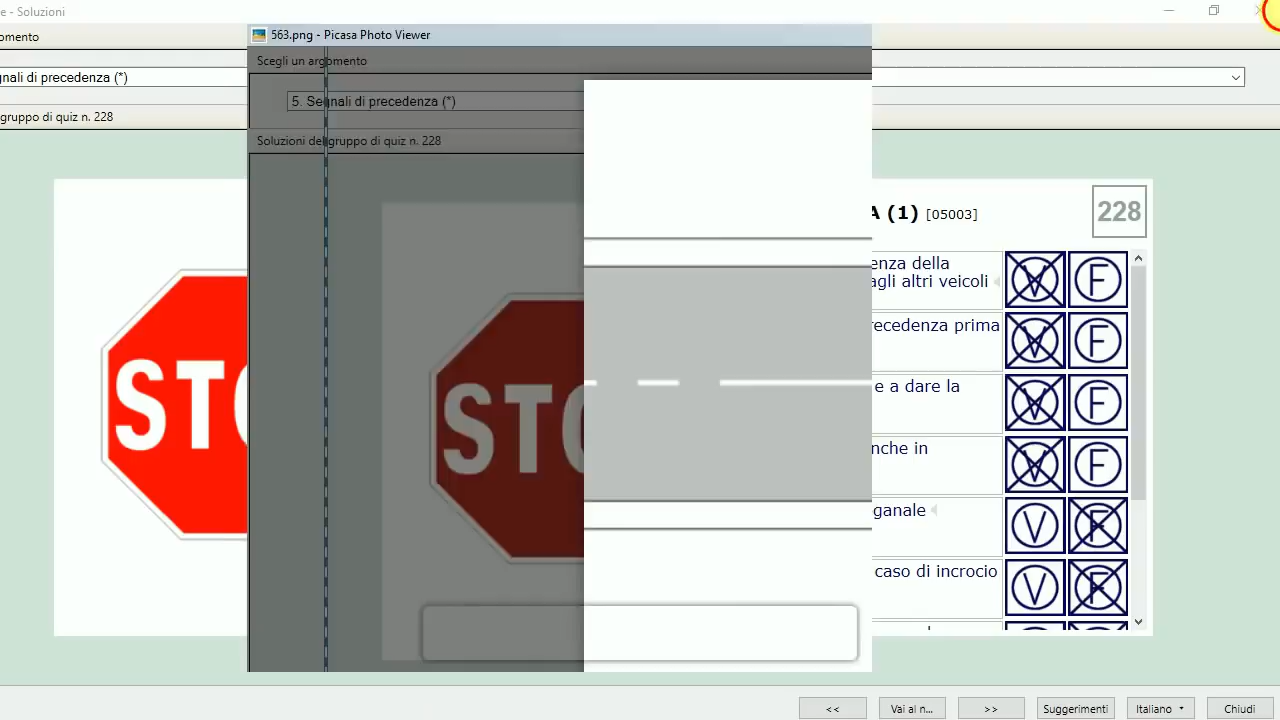 e - Soluzioni
563.png - Picasa Photo Viewer
omento
Scegli un argomento
nali di precedenza (*)
5. Segnali di precedenza (*)
gruppo di quiz n. 228
Soluzioni del gruppo di quiz n. 228
STO
STO
A (1) [05003]
228
enza della
agli altri veicoli
V F
recedenza prima
V F
e a dare la
V F
nche in
V F
ganale
V F
caso di incrocio
V F
<<
Vai al n...
>>
Suggerimenti
Italiano
Chiudi